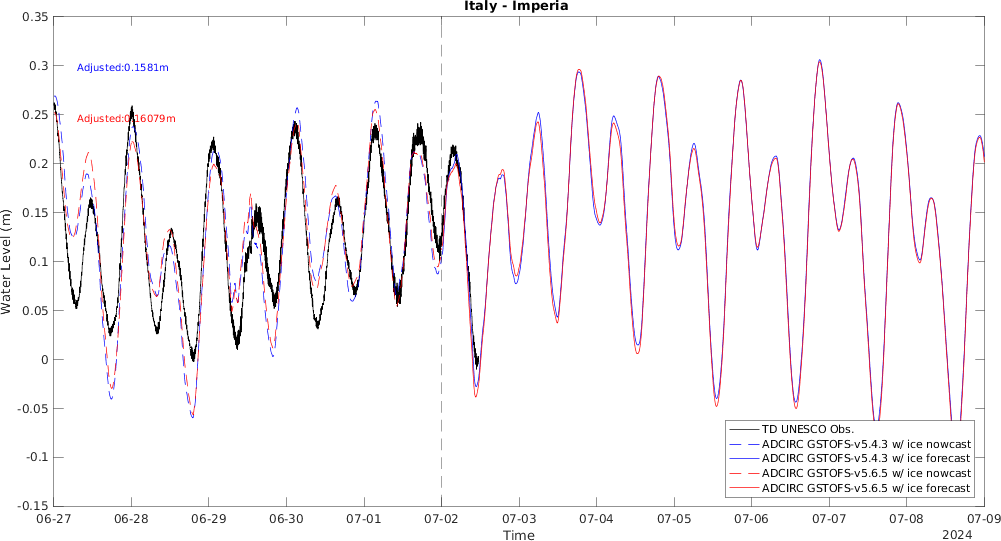 Italy - Imperia
0.35
0.3
0.25
0.2
0.15
0.1
0.05
0
-0.05
-0.1
-0.15
Water Level (m)
Adjusted:0.1581m
Adjusted:0.16079m
TD UNESCO Obs.
ADCIRC GSTOFS-v5.4.3 w/ ice nowcast
ADCIRC GSTOFS-v5.4.3 w/ ice forecast
ADCIRC GSTOFS-v5.6.5 w/ ice nowcast
ADCIRC GSTOFS-v5.6.5 w/ ice forecast
06-27 06-28 06-29 06-30 07-01 07-02 07-03 07-04 07-05 07-06 07-07 07-08 07-09
Time
2024